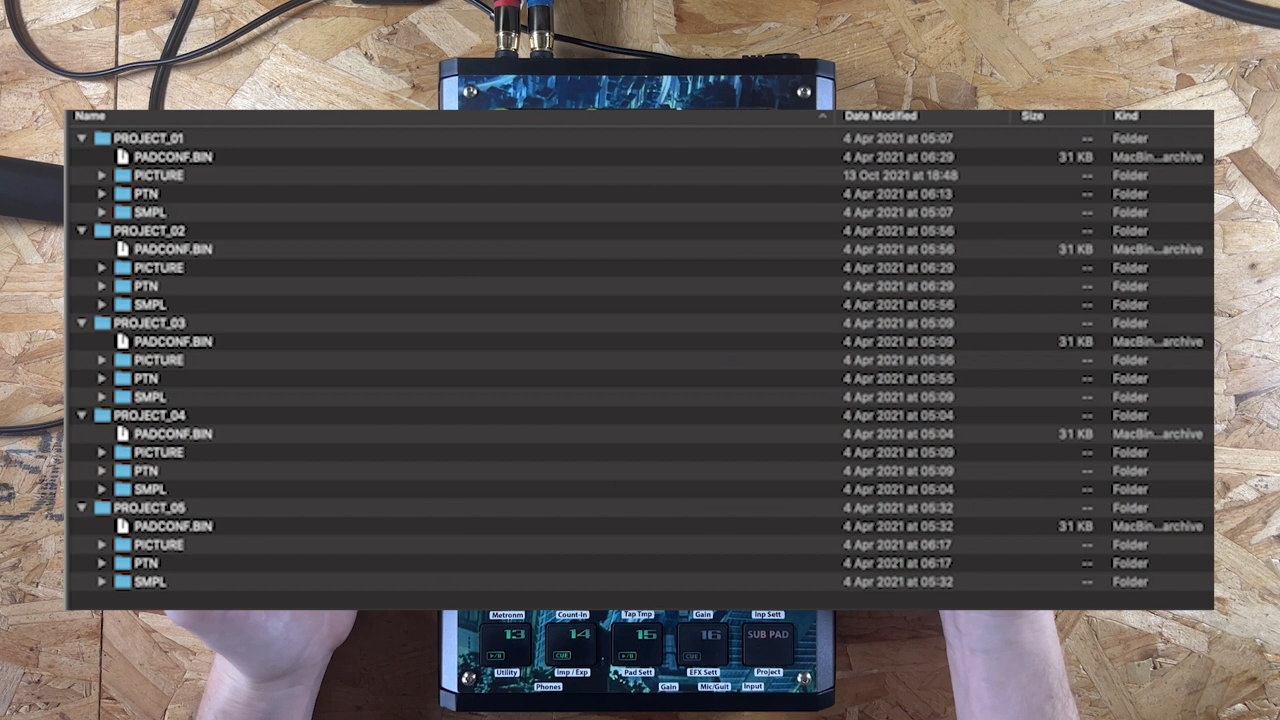 Name Date Modified Size Kind
PROJECT_01 4 Apr 2021 at 05:07 -- Folder
PADCONF.BIN 4 Apr 2021 at 06:29 31 KB MacBin...archive
PICTURE 13 Oct 2021 at 18:48 -- Folder
PTN 4 Apr 2021 at 06:13 -- Folder
SMPL 4 Apr 2021 at 05:07 -- Folder
PROJECT_02 4 Apr 2021 at 05:56 -- Folder
PADCONF.BIN 4 Apr 2021 at 05:56 31 KB MacBin...archive
PICTURE 4 Apr 2021 at 06:29 -- Folder
PTN 4 Apr 2021 at 06:29 -- Folder
SMPL 4 Apr 2021 at 05:56 -- Folder
PROJECT_03 4 Apr 2021 at 05:09 -- Folder
PADCONF.BIN 4 Apr 2021 at 05:09 31 KB MacBin...archive
PICTURE 4 Apr 2021 at 05:56 -- Folder
PTN 4 Apr 2021 at 05:55 -- Folder
SMPL 4 Apr 2021 at 05:09 -- Folder
PROJECT_04 4 Apr 2021 at 05:04 -- Folder
PADCONF.BIN 4 Apr 2021 at 05:04 31 KB MacBin...archive
PICTURE 4 Apr 2021 at 05:09 -- Folder
PTN 4 Apr 2021 at 05:09 -- Folder
SMPL 4 Apr 2021 at 05:04 -- Folder
PROJECT_05 4 Apr 2021 at 05:32 -- Folder
PADCONF.BIN 4 Apr 2021 at 05:32 31 KB MacBin...archive
PICTURE 4 Apr 2021 at 06:17 -- Folder
PTN 4 Apr 2021 at 06:17 -- Folder
SMPL 4 Apr 2021 at 05:32 -- Folder
Metronm Count-In Tap Tmp Gain Inp Sett
13 14 15 16 SUB PAD
CUE CUE
Utility Imp / Exp Pad Set EFX Sett Project
Phones Gain Mic/Guit Input